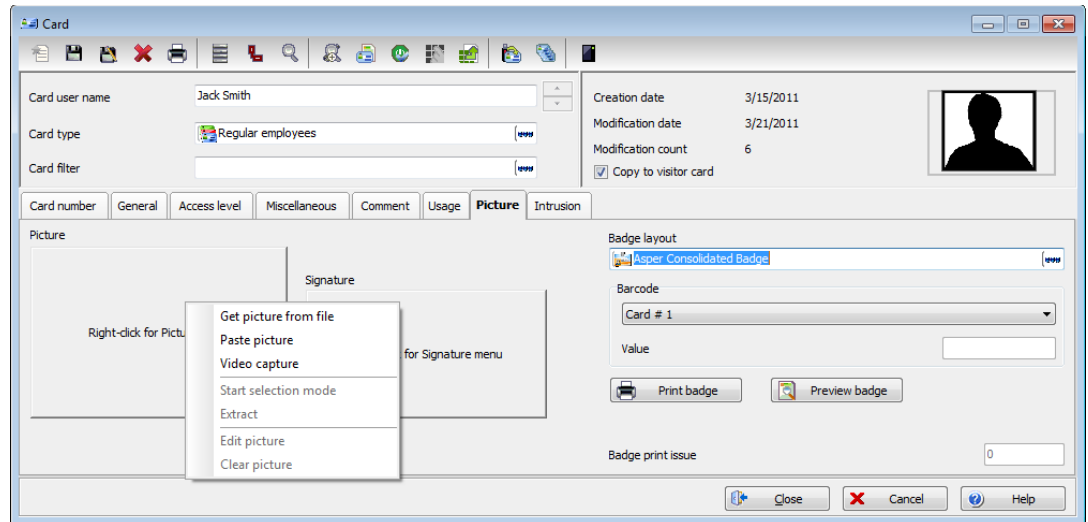 Card
Card user name
Jack Smith
Card type
Regular employees
Card filter
Creation date 3/15/2011
Modification date 3/21/2011
Modification count 6
Copy to visitor card
Card number General Access level Miscellaneous Comment Usage Picture Intrusion
Picture
Right-click for Pictu
Signature
for Signature menu
Get picture from file
Paste picture
Video capture
Start selection mode
Extract
Edit picture
Clear picture
Badge layout
Asper Consolidated Badge
Barcode
Card # 1
Value
Print badge Preview badge
Badge print issue 0
Close Cancel Help